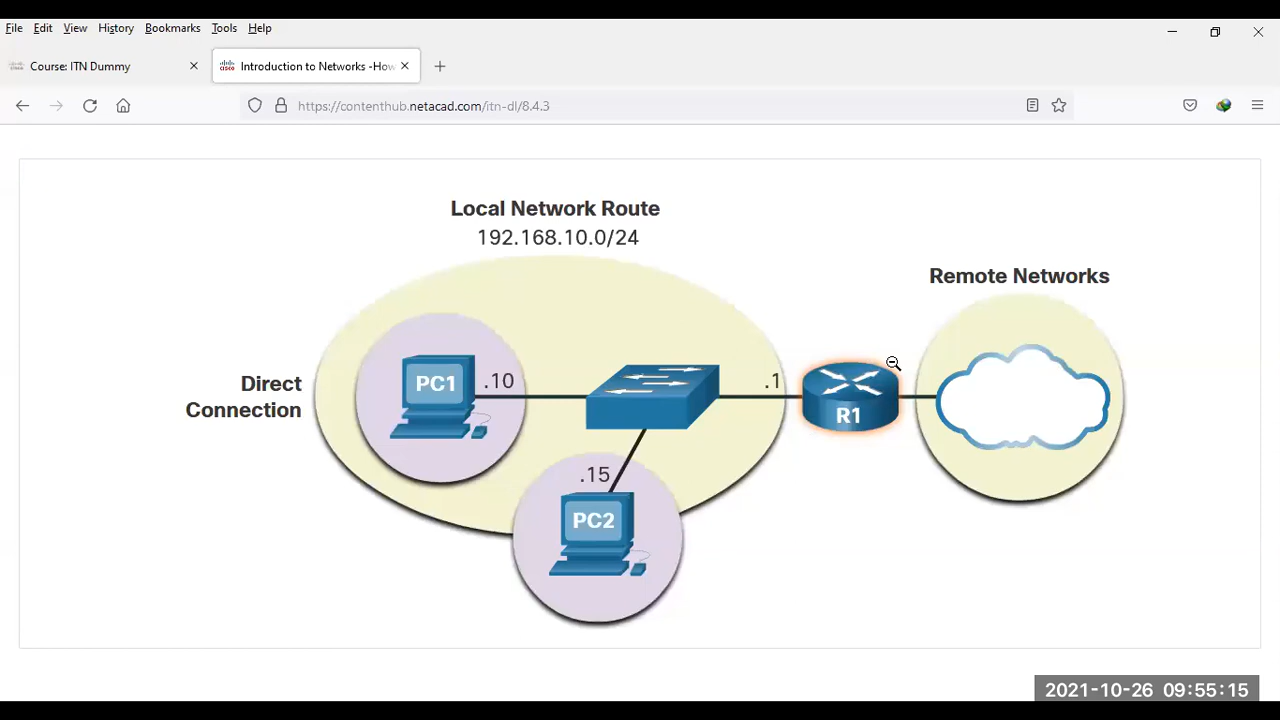 File Edit View History Bookmarks Tools Help
Course: ITN Dummy
Introduction to Networks -How
https://contenthub.netacad.com/itn-dl/8.4.3
Local Network Route
192.168.10.0/24
Remote Networks
Direct
Connection
PC1
.10
.1
R1
.15
PC2
2021-10-26 09:55:15